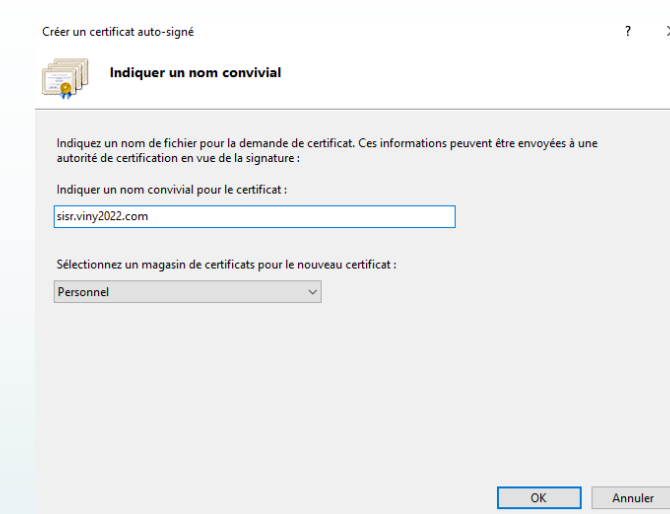 Créer un certificat auto-signé
?
Indiquer un nom convivial
Indiquez un nom de fichier pour la demande de certificat. Ces informations peuvent être envoyées à une
autorité de certification en vue de la signature :
Indiquer un nom convivial pour le certificat :
sisr.viny2022.com
Sélectionnez un magasin de certificats pour le nouveau certificat :
Personnel
OK
Annuler